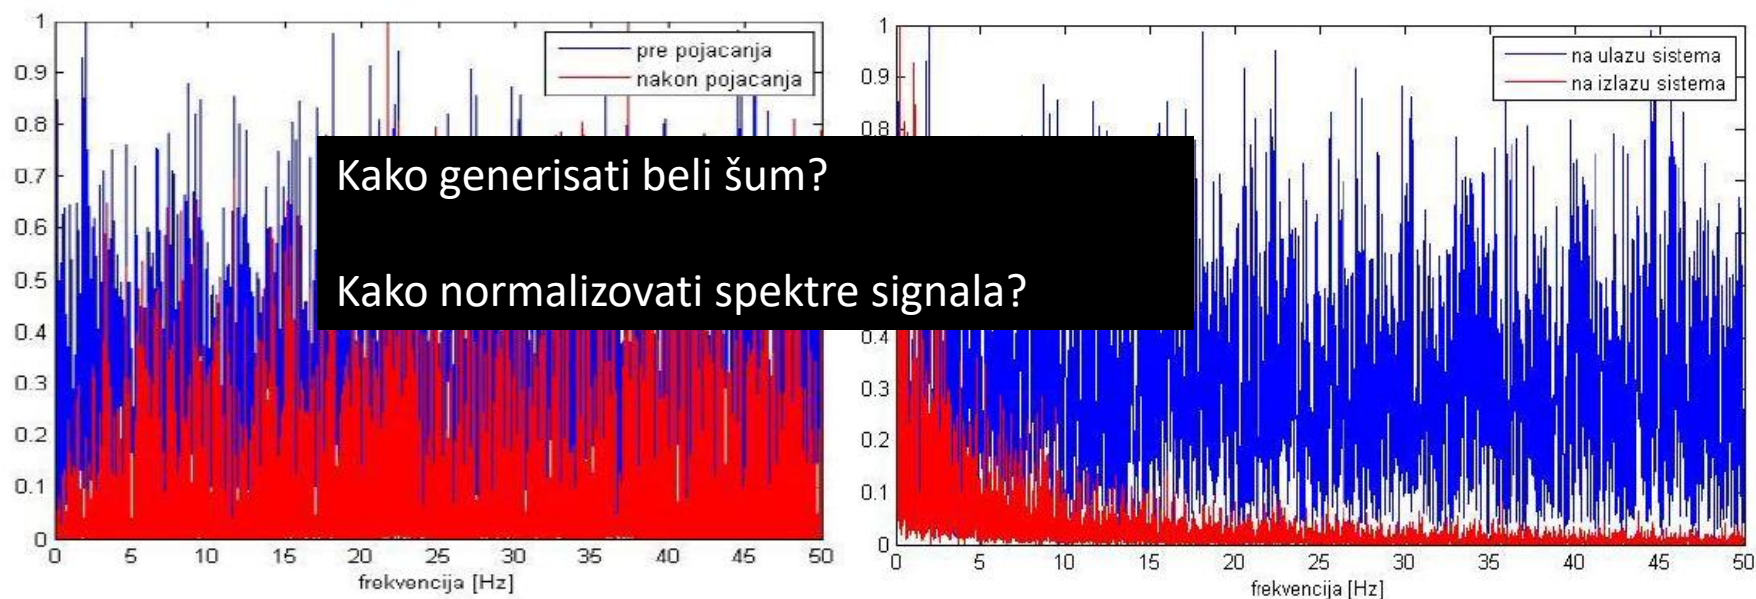 1
0.9
0.8
0.7
0.6
0.5
0.4
0.3
0.2
0.1
0
0 5 10 15 20 25 30 35 40 45 50
frekvencija [Hz]
pre pojacanja
nakon pojacanja
Kako generisati beli šum?
Kako normalizovati spektre signala?
1
0.9
0.8
0.4
0.3
0.2
0.1
0
0 5 10 15 20 25 30 35 40 45 50
frekvencija [Hz]
na ulazu sistema
na izlazu sistema